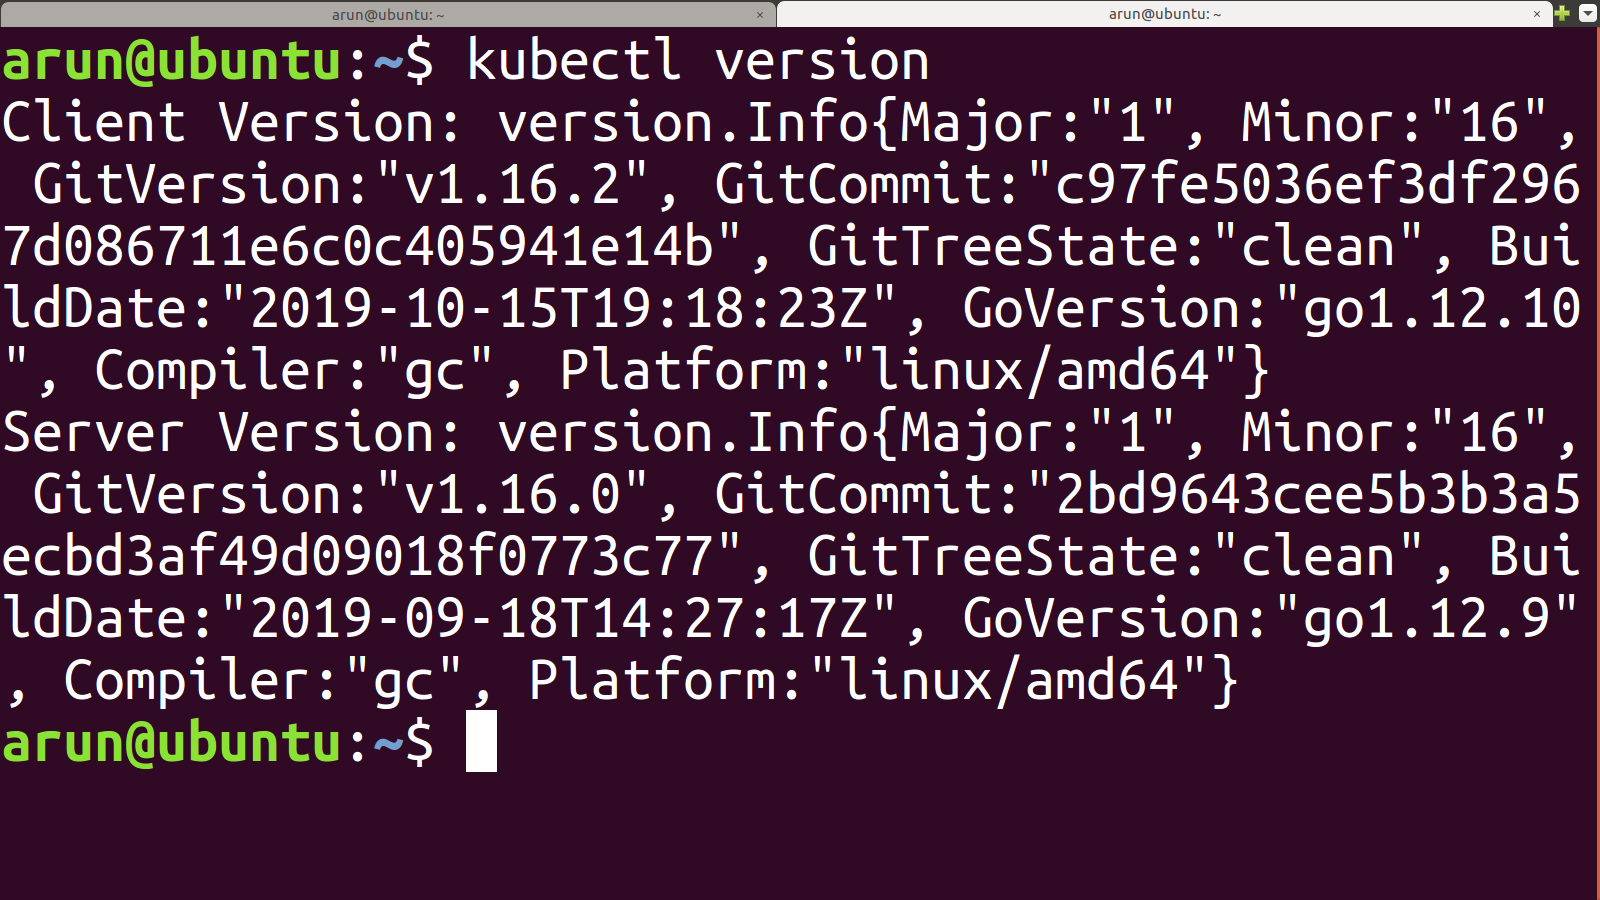 arun@ubuntu: ~ × arun@ubuntu: ~ ×
arun@ubuntu:~$ kubectl version
Client Version: version.Info{Major:"1", Minor:"16",
 GitVersion:"v1.16.2", GitCommit:"c97fe5036ef3df296
7d086711e6c0c405941e14b", GitTreeState:"clean", Bui
ldDate:"2019-10-15T19:18:23Z", GoVersion:"go1.12.10
", Compiler:"gc", Platform:"linux/amd64"}
Server Version: version.Info{Major:"1", Minor:"16",
 GitVersion:"v1.16.0", GitCommit:"2bd9643cee5b3b3a5
ecbd3af49d09018f0773c77", GitTreeState:"clean", Bui
ldDate:"2019-09-18T14:27:17Z", GoVersion:"go1.12.9"
, Compiler:"gc", Platform:"linux/amd64"}
arun@ubuntu:~$